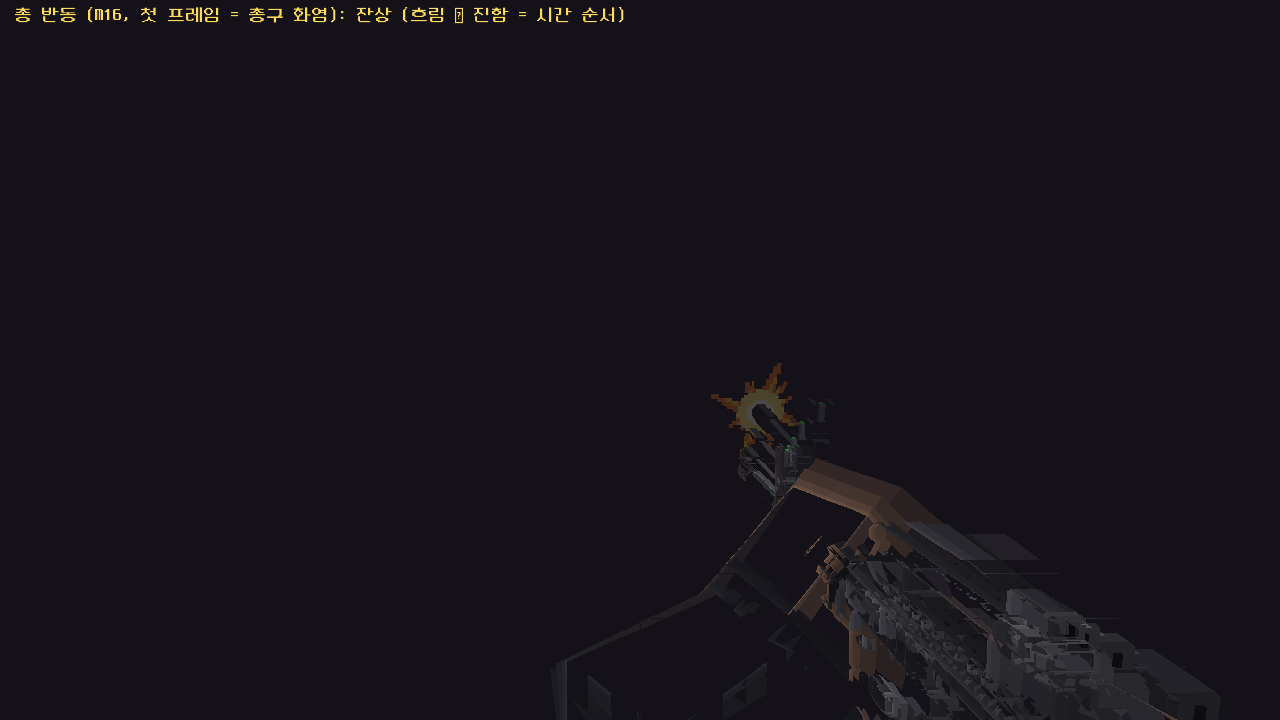 총 반동 (m16, 첫 프레임 = 총구 화염): 잔상 (흐림 진함 = 시간 순서)